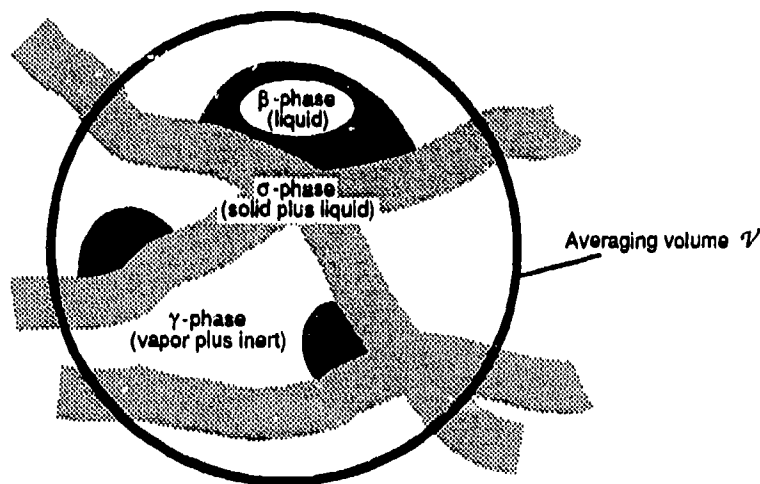 β-phase
(liquid)
σ-phase
(solid plus liquid)
Averaging volume 𝒱
γ-phase
(vapor plus inert)